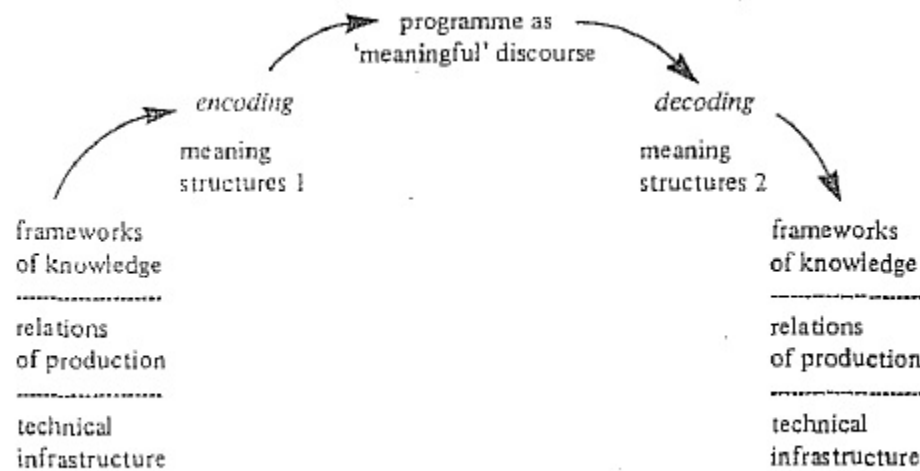 programme as
'meaningful' discourse
encoding
decoding
meaning
structures 1
meaning
structures 2
frameworks
of knowledge
relations
of production
technical
infrastructure
frameworks
of knowledge
relations
of production
technical
infrastructure